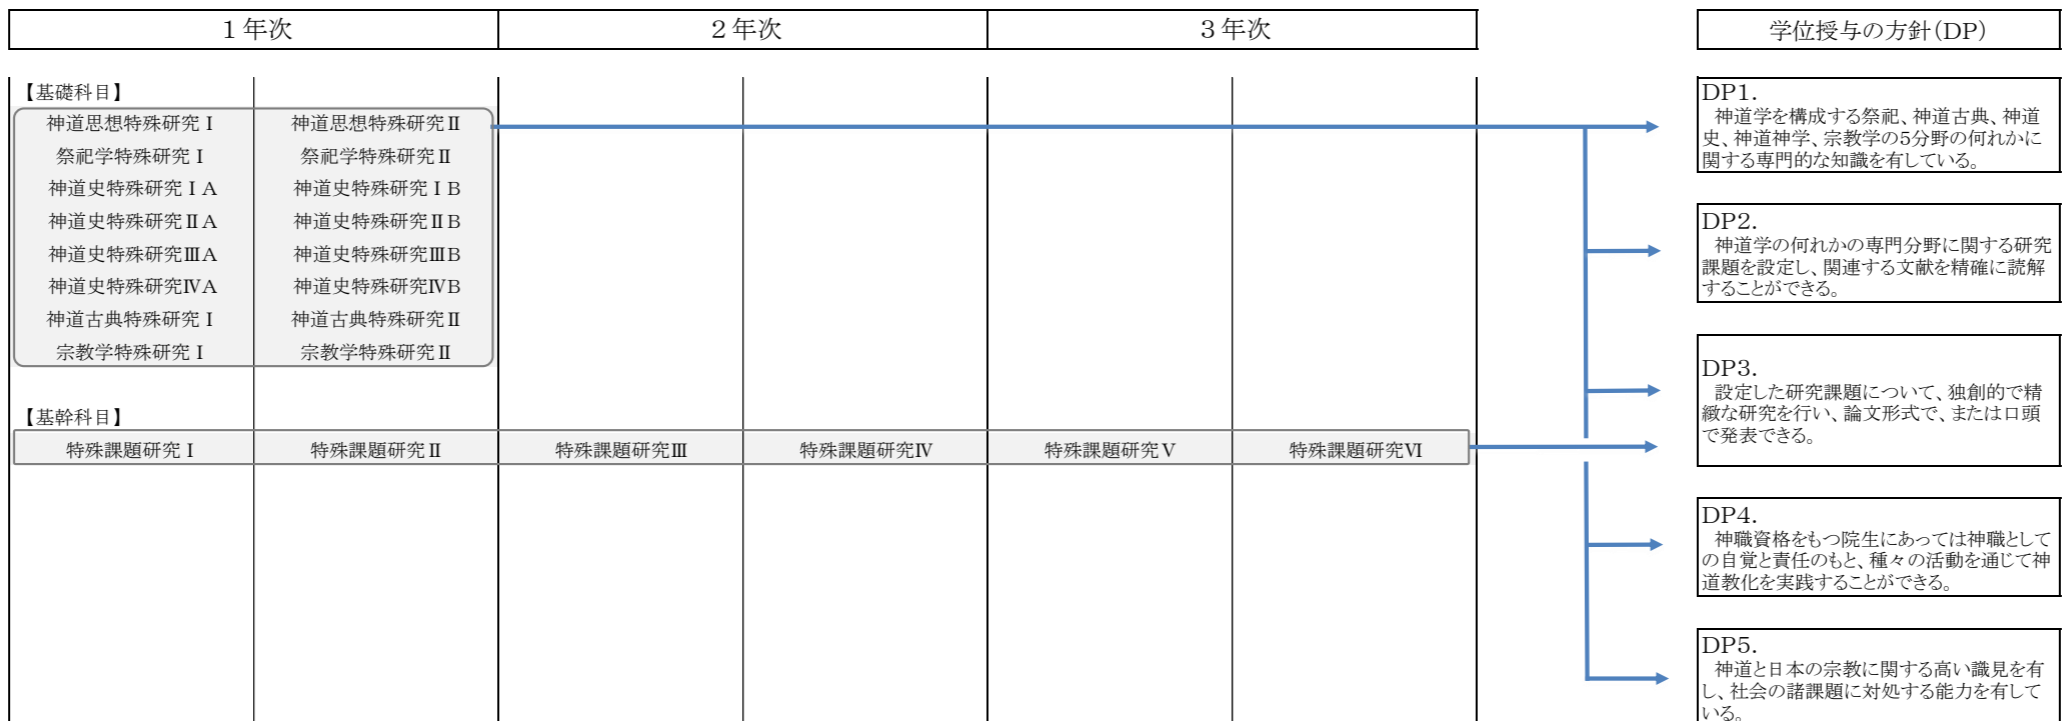 1年次 2年次 3年次 学位授与の方針(DP)
【基礎科目】
神道思想特殊研究Ⅰ 神道思想特殊研究Ⅱ
祭祀学特殊研究Ⅰ 祭祀学特殊研究Ⅱ
神道史特殊研究ⅠA 神道史特殊研究ⅠB
神道史特殊研究ⅡA 神道史特殊研究ⅡB
神道史特殊研究ⅢA 神道史特殊研究ⅢB
神道史特殊研究ⅣA 神道史特殊研究ⅣB
神道古典特殊研究Ⅰ 神道古典特殊研究Ⅱ
宗教学特殊研究Ⅰ 宗教学特殊研究Ⅱ
【基幹科目】
特殊課題研究Ⅰ 特殊課題研究Ⅱ 特殊課題研究Ⅲ 特殊課題研究Ⅳ 特殊課題研究Ⅴ 特殊課題研究Ⅵ
DP1.
神道学を構成する祭祀、神道古典、神道
史、神道神学、宗教学の5分野の何れかに
関する専門的な知識を有している。
DP2.
神道学の何れかの専門分野に関する研究
課題を設定し、関連する文献を精確に読解
することができる。
DP3.
設定した研究課題について、独創的で精
緻な研究を行い、論文形式で、または口頭
で発表できる。
DP4.
神職資格をもつ院生にあっては神職として
の自覚と責任のもと、種々の活動を通じて神
道教化を実践することができる。
DP5.
神道と日本の宗教に関する高い識見を有
し、社会の諸課題に対処する能力を有して
いる。